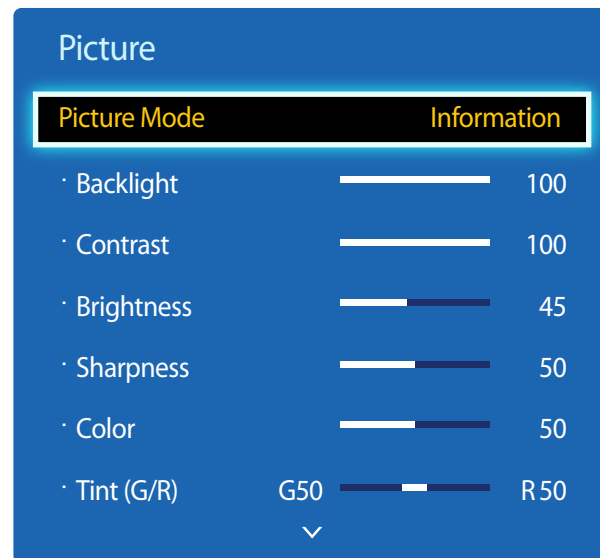 Picture
Picture Mode Information
· Backlight 100
· Contrast 100
· Brightness 45
· Sharpness 50
· Color 50
· Tint (G/R) G50 R50